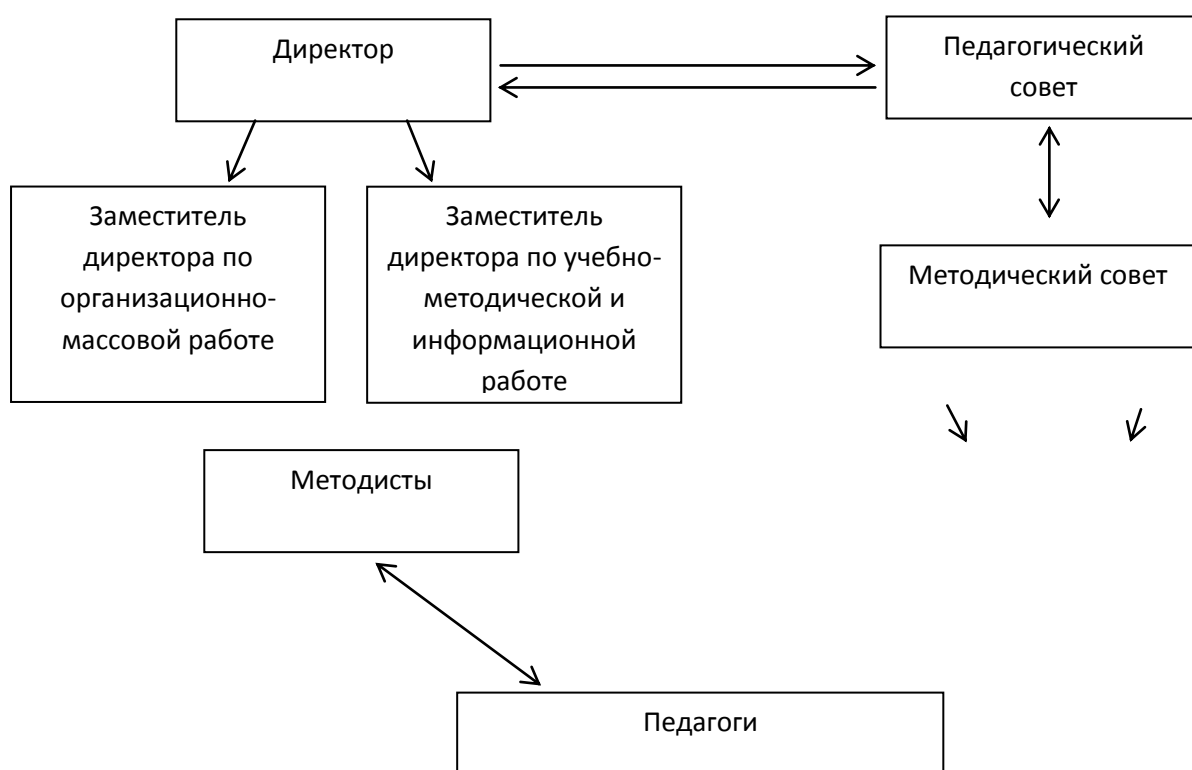 Директор
Педагогический
совет
Заместитель
директора по
организационно-
массовой работе
Заместитель
директора по учебно-
методической и
информационной
работе
Методический совет
Методисты
Педагоги